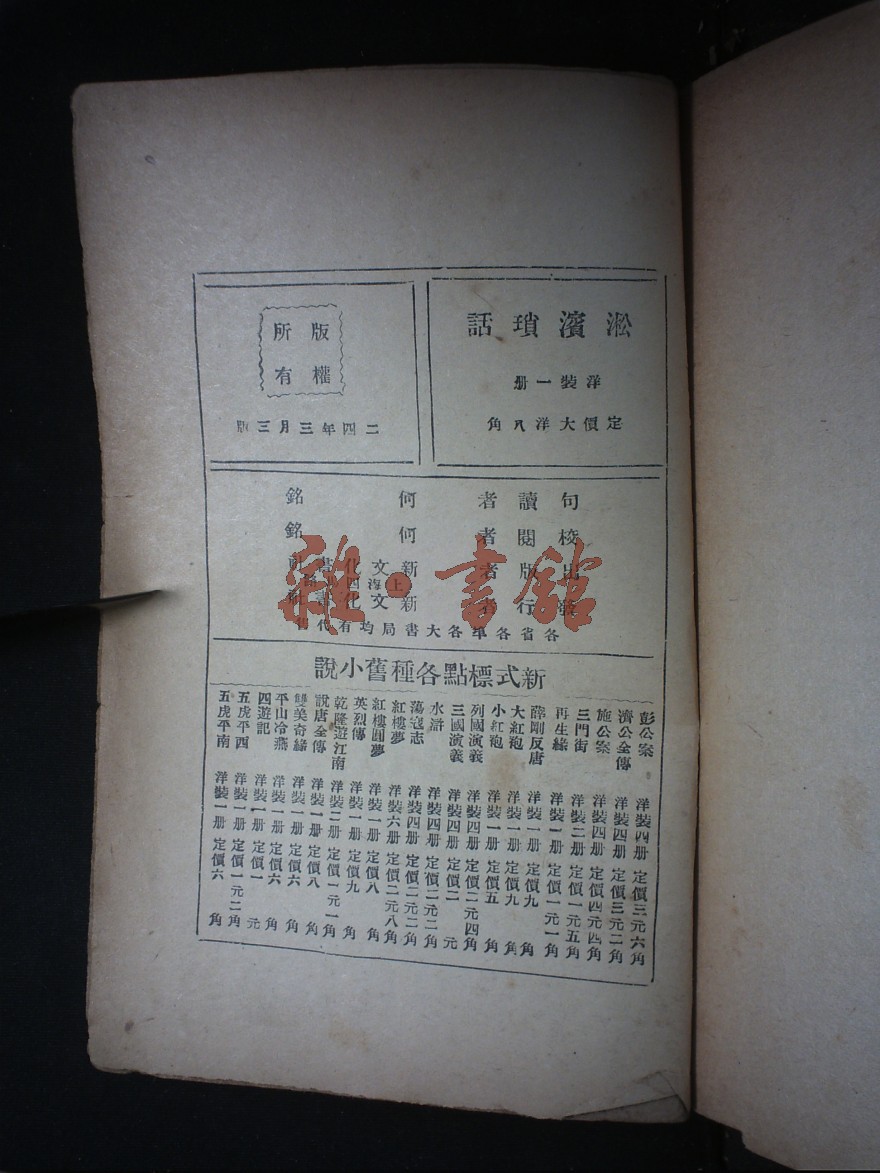 淞濱瑣話
洋裝一册
定價大洋八角
版權所有
二四年三月三版
句讀者 何銘
校閱者 何銘
出版者 新文化書社
上海四
發行者 新文化書社
各省各埠各大書局均有代售
雜·書館
新式標點各種舊小說
彭公案 洋裝四册 定價三元六角
濟公全傳 洋裝四册 定價三元二角
施公案 洋裝四册 定價四元四角
三門街 洋裝二册 定價一元五角
再生緣 洋裝一册 定價一元一角
薛剛反唐 洋裝一册 定價九角
大紅袍 洋裝一册 定價九角
小紅袍 洋裝一册 定價五角
列國演義 洋裝四册 定價二元四角
三國演義 洋裝四册 定價二元
水滸 洋裝四册 定價二元二角
蕩寇志 洋裝四册 定價二元二角
紅樓夢 洋裝六册 定價二元八角
紅樓圓夢 洋裝一册 定價八角
英烈傳 洋裝一册 定價九角
乾隆遊江南 洋裝二册 定價一元一角
說唐全傳 洋裝一册 定價八角
雙美奇緣 洋裝一册 定價六角
平山冷燕 洋裝一册 定價六角
四遊記 洋裝一册 定價一元
五虎平西 洋裝一册 定價一元二角
五虎平南 洋裝一册 定價六角